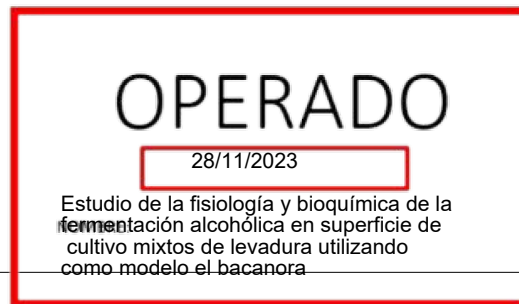 OPERADO
28/11/2023
Estudio de la fisiología y bioquímica de la
fermentación alcohólica en superficie de
cultivo mixtos de levadura utilizando
como modelo el bacanora